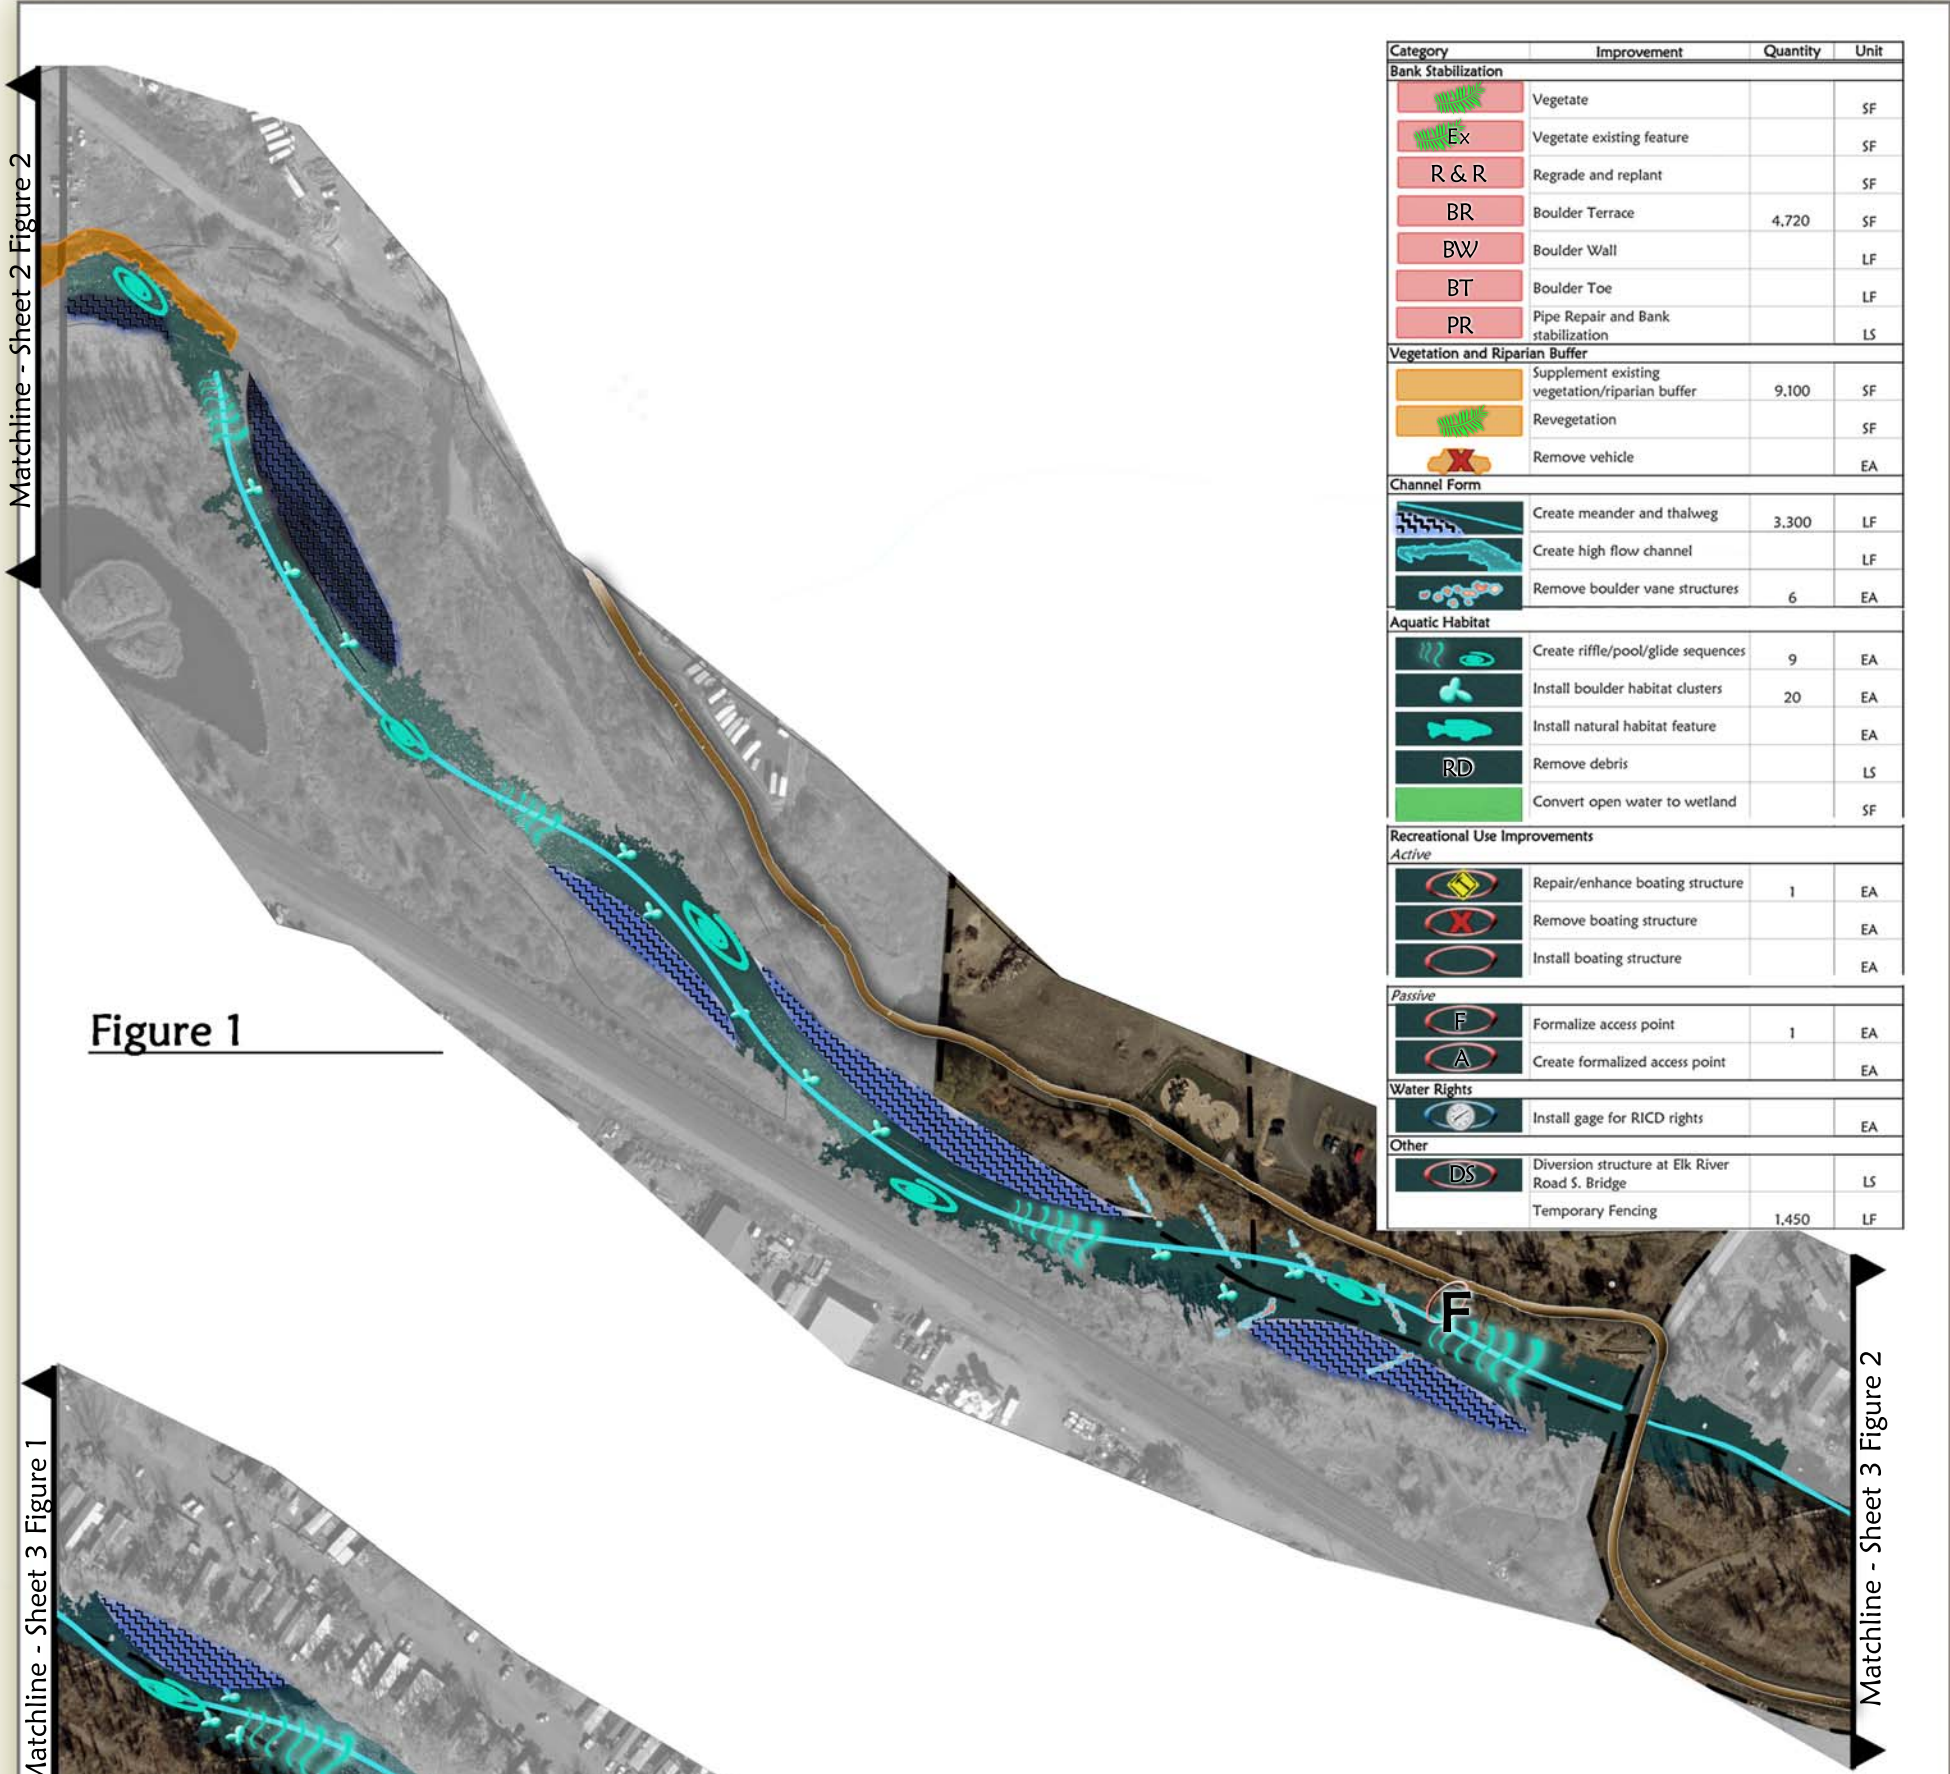 Matchline - Sheet 2 Figure 2
Category Improvement Quantity Unit
Bank Stabilization
Vegetate SF
Ex Vegetate existing feature SF
R & R Regrade and replant SF
BR Boulder Terrace 4,720 SF
BW Boulder Wall LF
BT Boulder Toe LF
PR Pipe Repair and Bank
stabilization LS
Vegetation and Riparian Buffer
Supplement existing
vegetation/riparian buffer 9,100 SF
Revegetation SF
X Remove vehicle EA
Channel Form
Create meander and thalweg 3,300 LF
Create high flow channel LF
Remove boulder vane structures 6 EA
Aquatic Habitat
Create riffle/pool/glide sequences 9 EA
Install boulder habitat clusters 20 EA
Install natural habitat feature EA
RD Remove debris LS
Convert open water to wetland SF
Recreational Use Improvements
Active
Repair/enhance boating structure 1 EA
X Remove boating structure EA
Install boating structure EA
Passive
F Formalize access point 1 EA
A Create formalized access point EA
Water Rights
Install gage for RICD rights EA
Other
DS Diversion structure at Elk River
Road S. Bridge LS
Temporary Fencing 1,450 LF
Figure 1
F
Matchline - Sheet 3 Figure 2
Matchline - Sheet 3 Figure 1